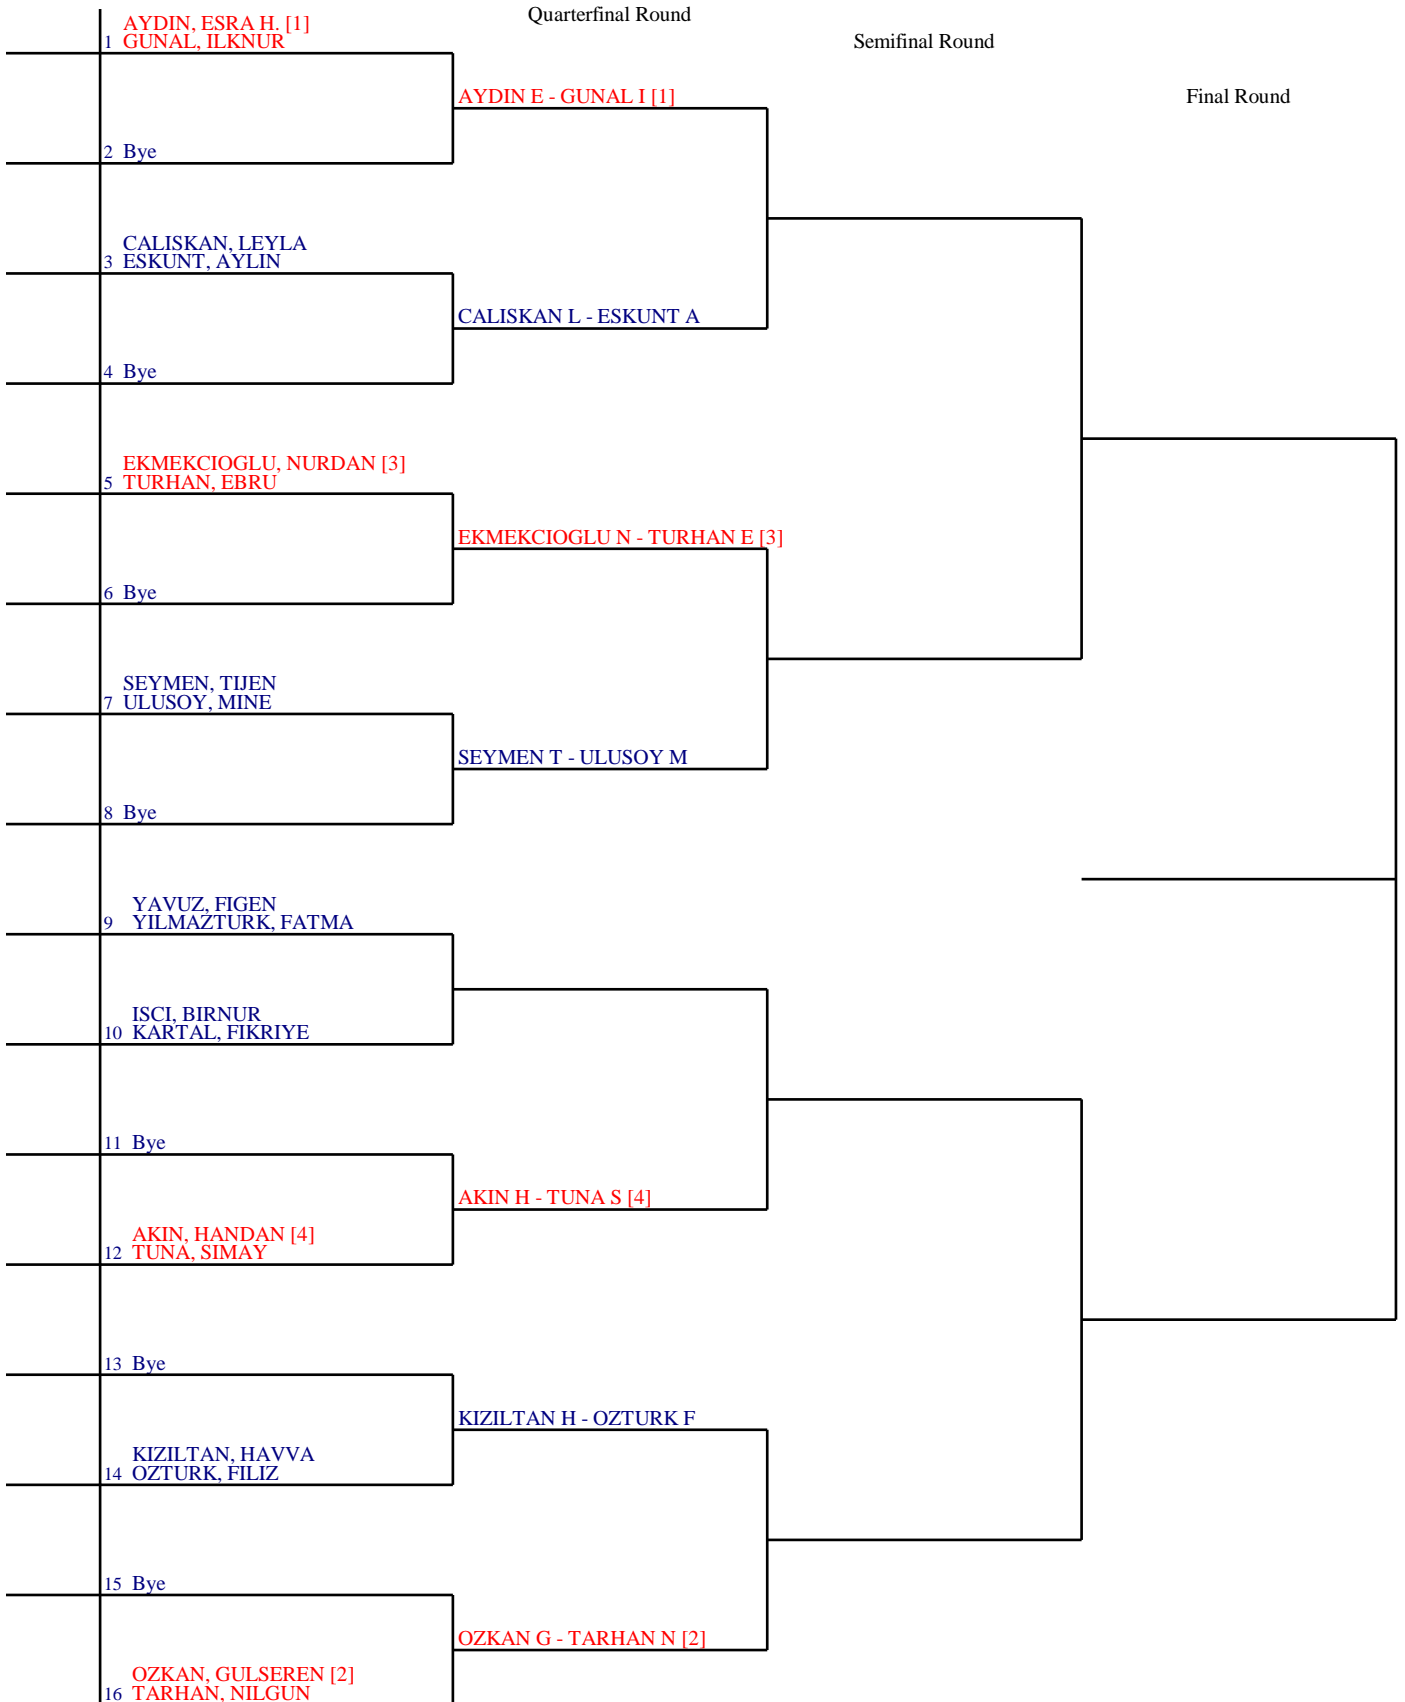 Quarterfinal Round
Semifinal Round
Final Round
AYDIN, ESRA H. [1]
1 GUNAL, ILKNUR
AYDIN E - GUNAL I [1]
2 Bye
CALISKAN, LEYLA
3 ESKUNT, AYLIN
CALISKAN L - ESKUNT A
4 Bye
EKMEKCIOGLU, NURDAN [3]
5 TURHAN, EBRU
EKMEKCIOGLU N - TURHAN E [3]
6 Bye
SEYMEN, TIJEN
7 ULUSOY, MINE
SEYMEN T - ULUSOY M
8 Bye
YAVUZ, FIGEN
9 YILMAZTURK, FATMA
ISCI, BIRNUR
10 KARTAL, FIKRIYE
11 Bye
AKIN H - TUNA S [4]
AKIN, HANDAN [4]
12 TUNA, SIMAY
13 Bye
KIZILTAN H - OZTURK F
KIZILTAN, HAVVA
14 OZTURK, FILIZ
15 Bye
OZKAN G - TARHAN N [2]
OZKAN, GULSEREN [2]
16 TARHAN, NILGUN